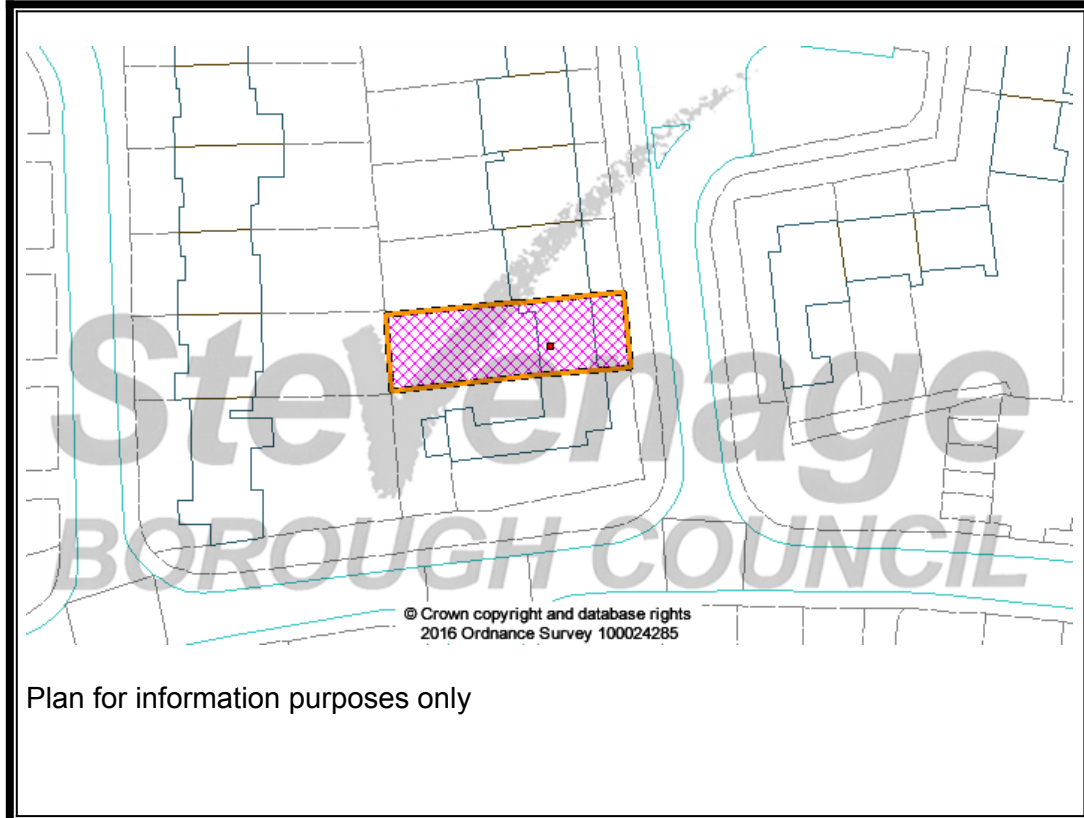 Stevenage
BOROUGH COUNCIL
© Crown copyright and database rights
2016 Ordnance Survey 100024285
Plan for information purposes only